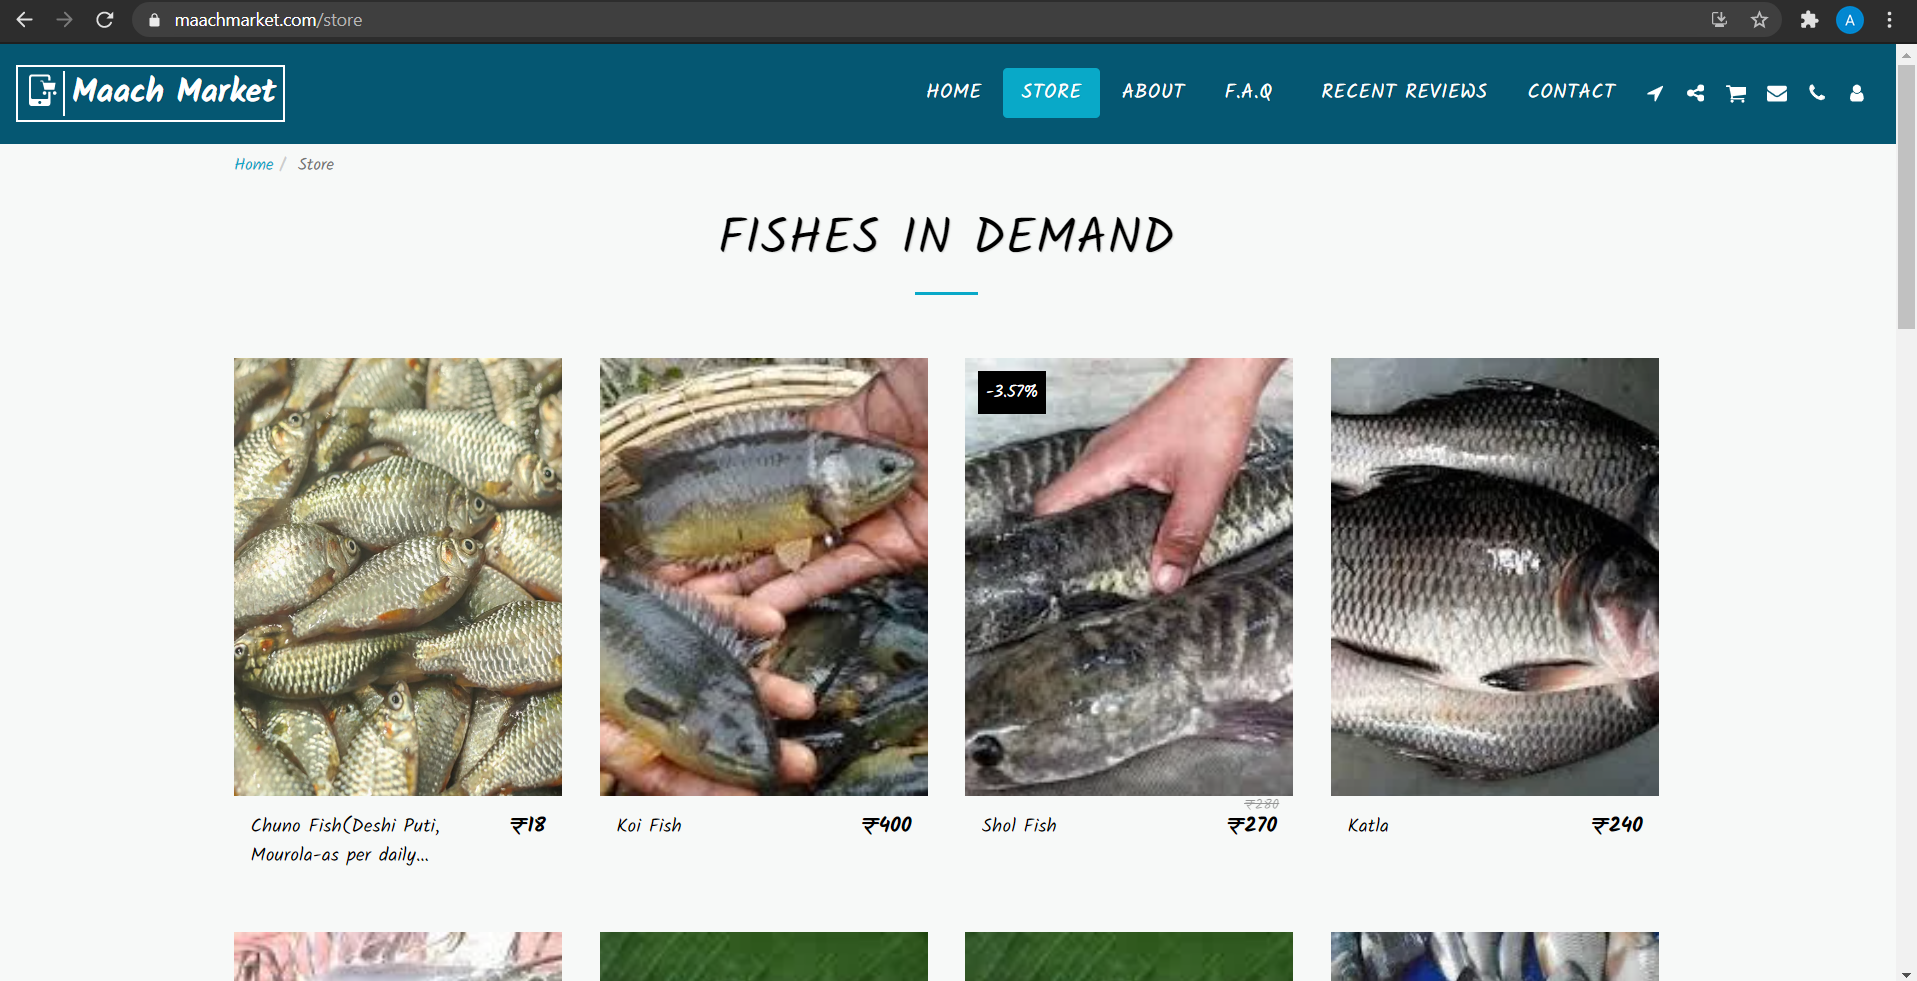 maachmarket.com/store
A
Maach Market
HOME
STORE
ABOUT
F.A.Q
RECENT REVIEWS
CONTACT
Home / Store
FISHES IN DEMAND
-3.57%
Chuno Fish(Deshi Puti,
Mourola-as per daily...
₹18
Koi Fish
₹400
Shol Fish
₹280
₹270
Katla
₹240